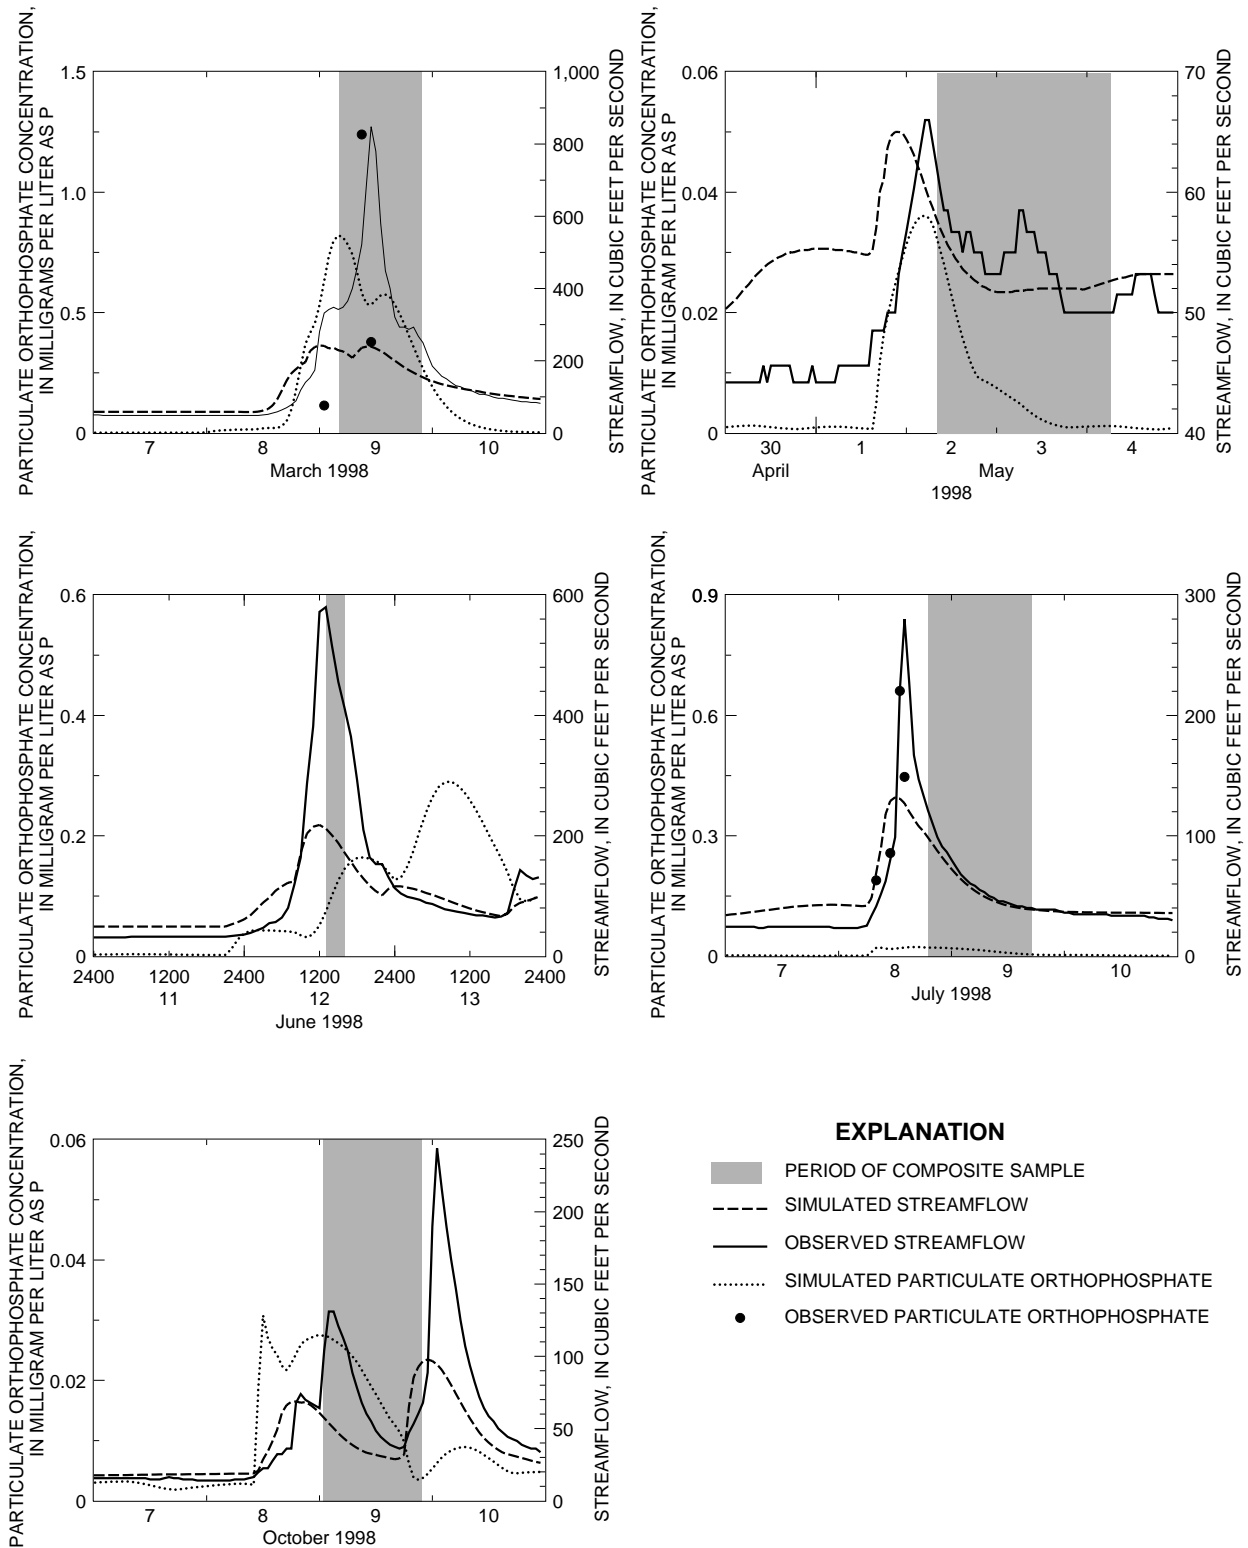 PARTICULATE ORTHOPHOSPHATE CONCENTRATION,
IN MILLIGRAMS PER LITER AS P
1.5
1.0
0.5
0
1,000
800
600
400
200
0
STREAMFLOW, IN CUBIC FEET PER SECOND
7
8
9
10
March 1998
PARTICULATE ORTHOPHOSPHATE CONCENTRATION,
IN MILLIGRAM PER LITER AS P
0.06
0.04
0.02
0
70
60
50
40
STREAMFLOW, IN CUBIC FEET PER SECOND
30
1
2
3
4
April
May
1998
PARTICULATE ORTHOPHOSPHATE CONCENTRATION,
IN MILLIGRAM PER LITER AS P
0.6
0.4
0.2
0
600
400
200
0
STREAMFLOW, IN CUBIC FEET PER SECOND
2400
1200
2400
1200
2400
1200
2400
11
12
13
June 1998
PARTICULATE ORTHOPHOSPHATE CONCENTRATION,
IN MILLIGRAM PER LITER AS P
0.9
0.6
0.3
0
300
200
100
0
STREAMFLOW, IN CUBIC FEET PER SECOND
7
8
9
10
July 1998
PARTICULATE ORTHOPHOSPHATE CONCENTRATION,
IN MILLIGRAM PER LITER AS P
0.06
0.04
0.02
0
250
200
150
100
50
0
STREAMFLOW, IN CUBIC FEET PER SECOND
7
8
9
10
October 1998
EXPLANATION
PERIOD OF COMPOSITE SAMPLE
SIMULATED STREAMFLOW
OBSERVED STREAMFLOW
SIMULATED PARTICULATE ORTHOPHOSPHATE
OBSERVED PARTICULATE ORTHOPHOSPHATE